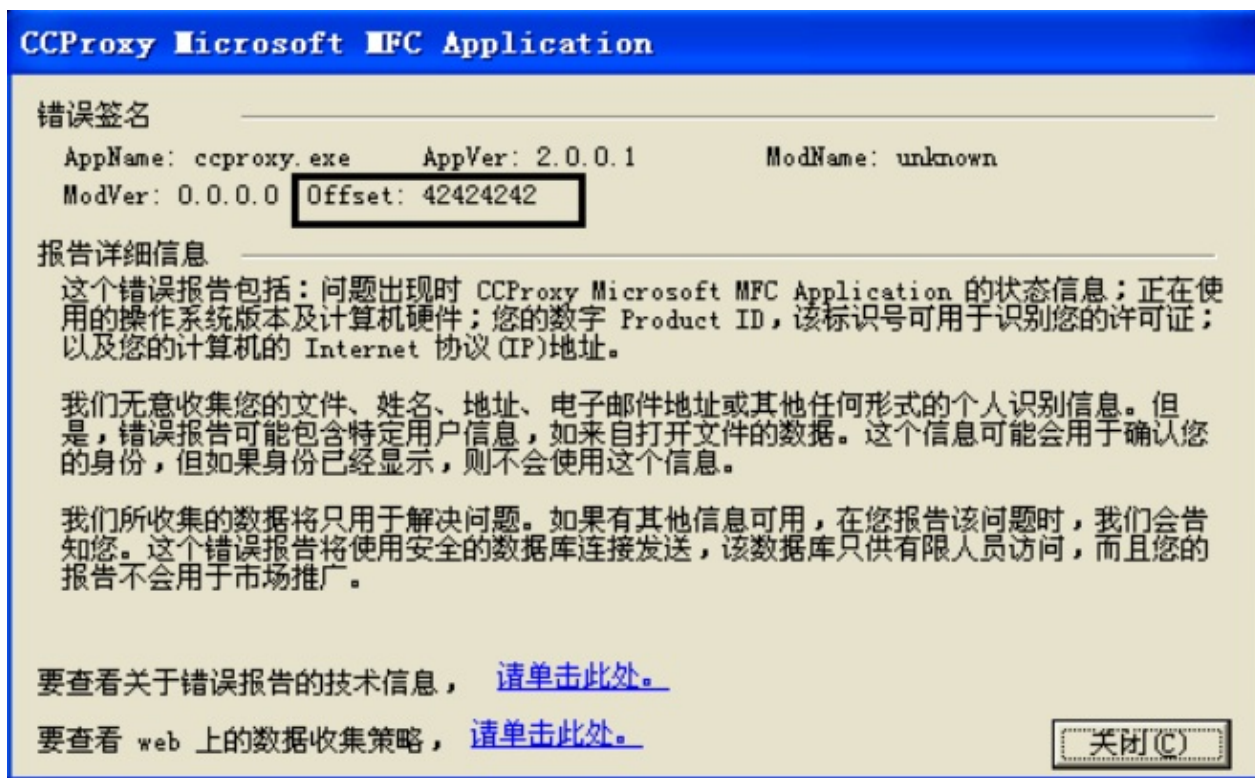 CCProxy Microsoft MFC Application
错误签名
AppName: ccproxy.exe AppVer: 2.0.0.1 ModName: unknown
ModVer: 0.0.0.0 Offset: 42424242
报告详细信息
这个错误报告包括：问题出现时 CCProxy Microsoft MFC Application 的状态信息；正在使
用的操作系统版本及计算机硬件；您的数字 Product ID，该标识号可用于识别您的许可证；
以及您的计算机的 Internet 协议(IP)地址。
我们无意收集您的文件、姓名、地址、电子邮件地址或其他任何形式的个人识别信息。但
是，错误报告可能包含特定用户信息，如来自打开文件的数据。这个信息可能会用于确认您
的身份，但如果身份已经显示，则不会使用这个信息。
我们所收集的数据将只用于解决问题。如果有其他信息可用，在您报告该问题时，我们会告
知您。这个错误报告将使用安全的数据库连接发送，该数据库只供有限人员访问，而且您的
报告不会用于市场推广。
要查看关于错误报告的技术信息， 请单击此处。
要查看 web 上的数据收集策略， 请单击此处。
关闭(C)